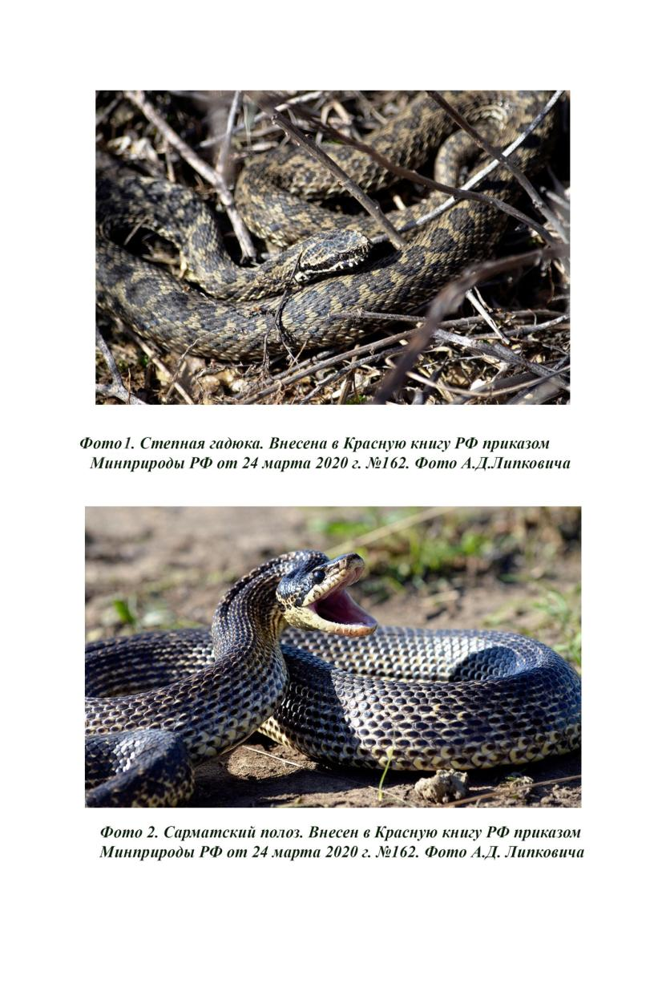 Фото1. Степная гадюка. Внесена в Красную книгу РФ приказом
Минприроды РФ от 24 марта 2020 г. №162. Фото А.Д.Липковича
Фото 2. Сарматский полоз. Внесен в Красную книгу РФ приказом
Минприроды РФ от 24 марта 2020 г. №162. Фото А.Д. Липковича